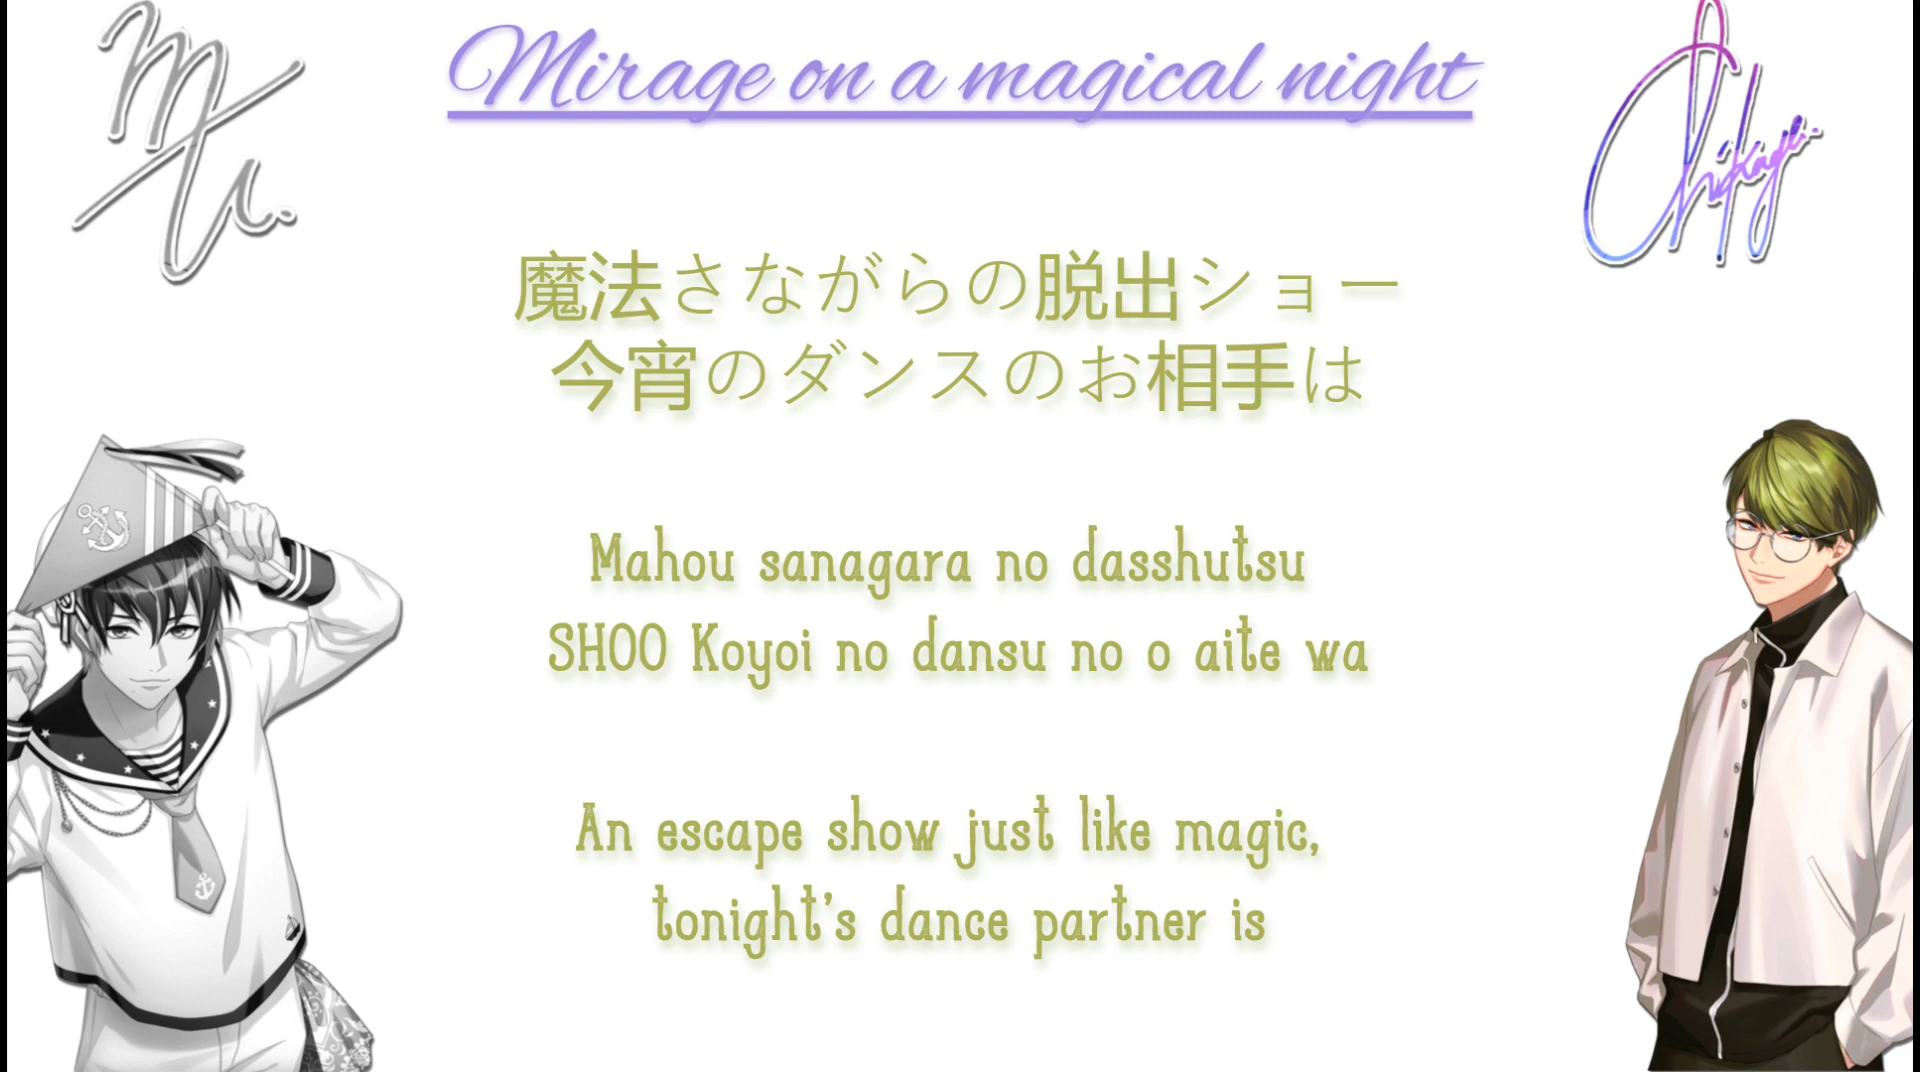 Mirage on a magical night
Chikage.
魔法さながらの脱出ショー
今宵のダンスのお相手は
Mahou sanagara no dasshutsu
SHOO Koyoi no dansu no o aite wa
An escape show just like magic,
tonight's dance partner is